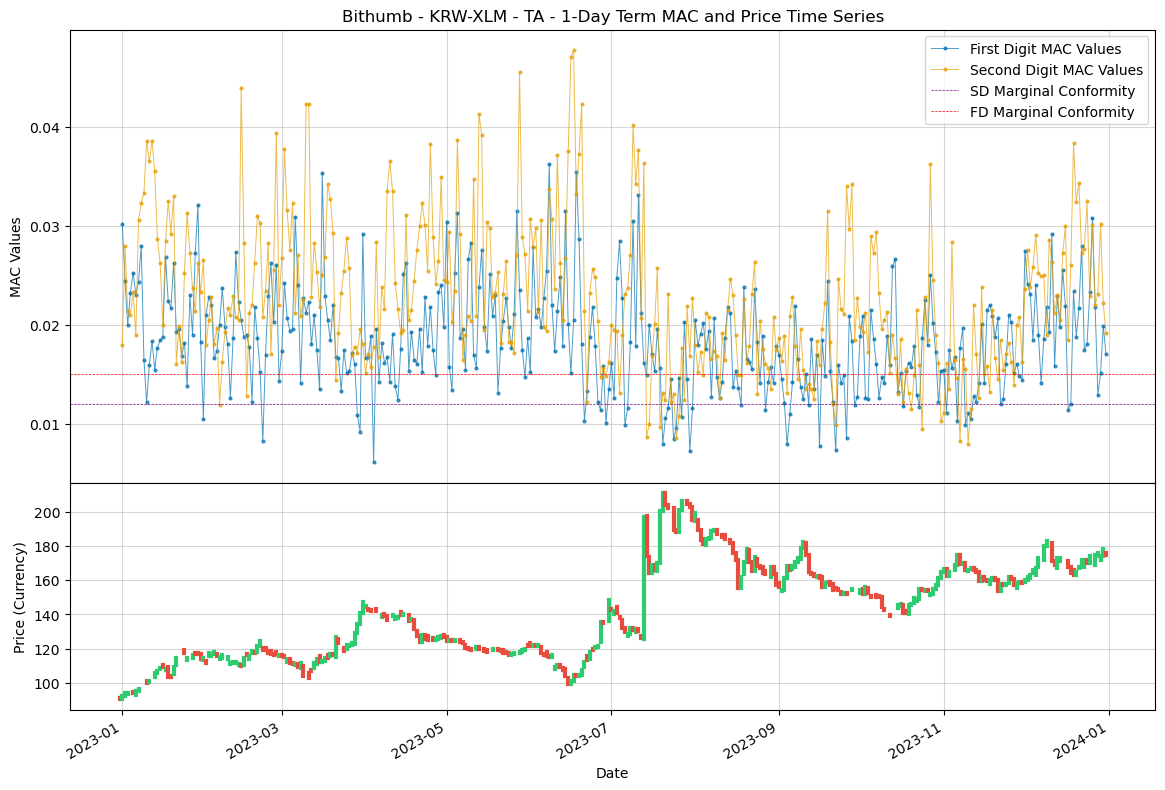 Bithumb - KRW-XLM - TA - 1-Day Term MAC and Price Time Series
First Digit MAC Values
Second Digit MAC Values
SD Marginal Conformity
FD Marginal Conformity
MAC Values
0.04
0.03
0.02
0.01
Price (Currency)
200
180
160
140
120
100
2023-01
2023-03
2023-05
2023-07
2023-09
2023-11
2024-01
Date